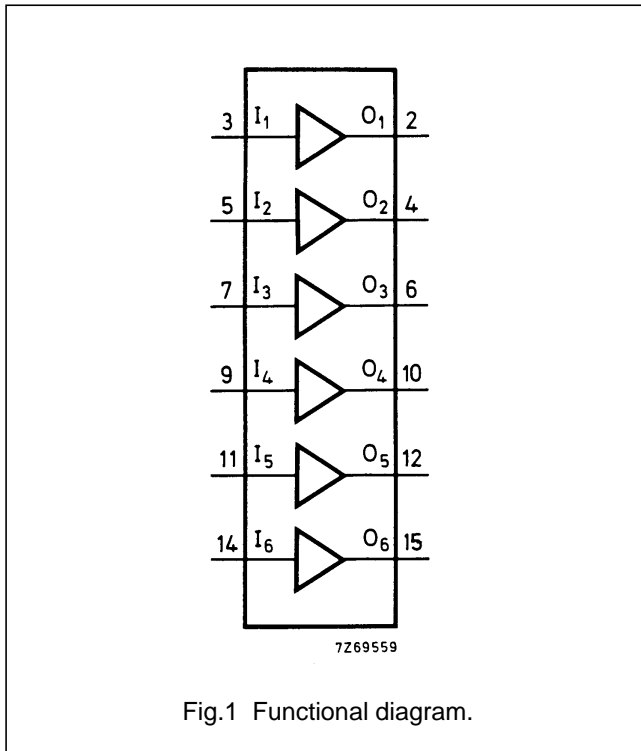 3 I₁ O₁ 2
5 I₂ O₂ 4
7 I₃ O₃ 6
9 I₄ O₄ 10
11 I₅ O₅ 12
14 I₆ O₆ 15
7Z69559
Fig.1 Functional diagram.